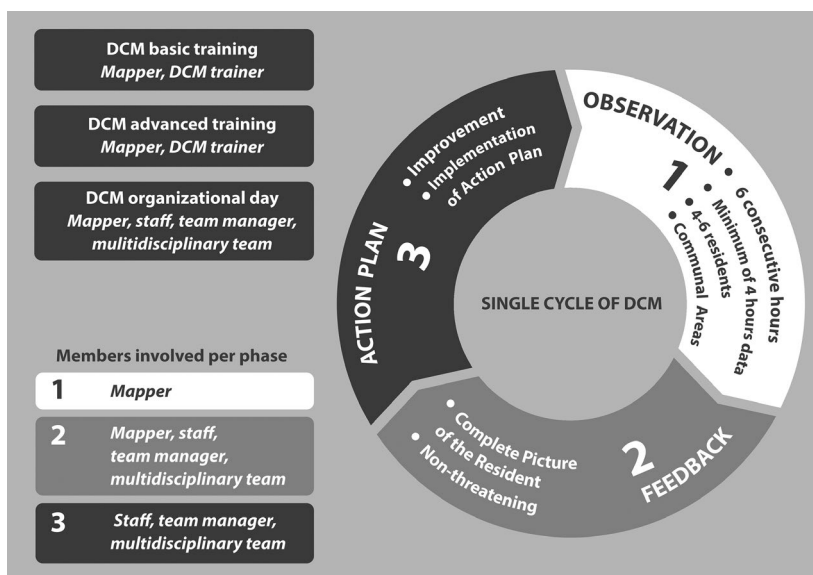 DCM basic training
Mapper, DCM trainer
DCM advanced training
Mapper, DCM trainer
DCM organizational day
Mapper, staff, team manager,
mulitidisciplinary team
Members involved per phase
1 Mapper
2 Mapper, staff,
team manager,
multidisciplinary team
3 Staff, team manager,
multidisciplinary team
SINGLE CYCLE OF DCM
OBSERVATION
1
• 6 consecutive hours
• Minimum of 4 hours data
• 4-6 residents
• Communal Areas
2
FEEDBACK
• Complete Picture
of the Resident
• Non-threatening
ACTION PLAN
3
• Improvement
• Implementation
of Action Plan